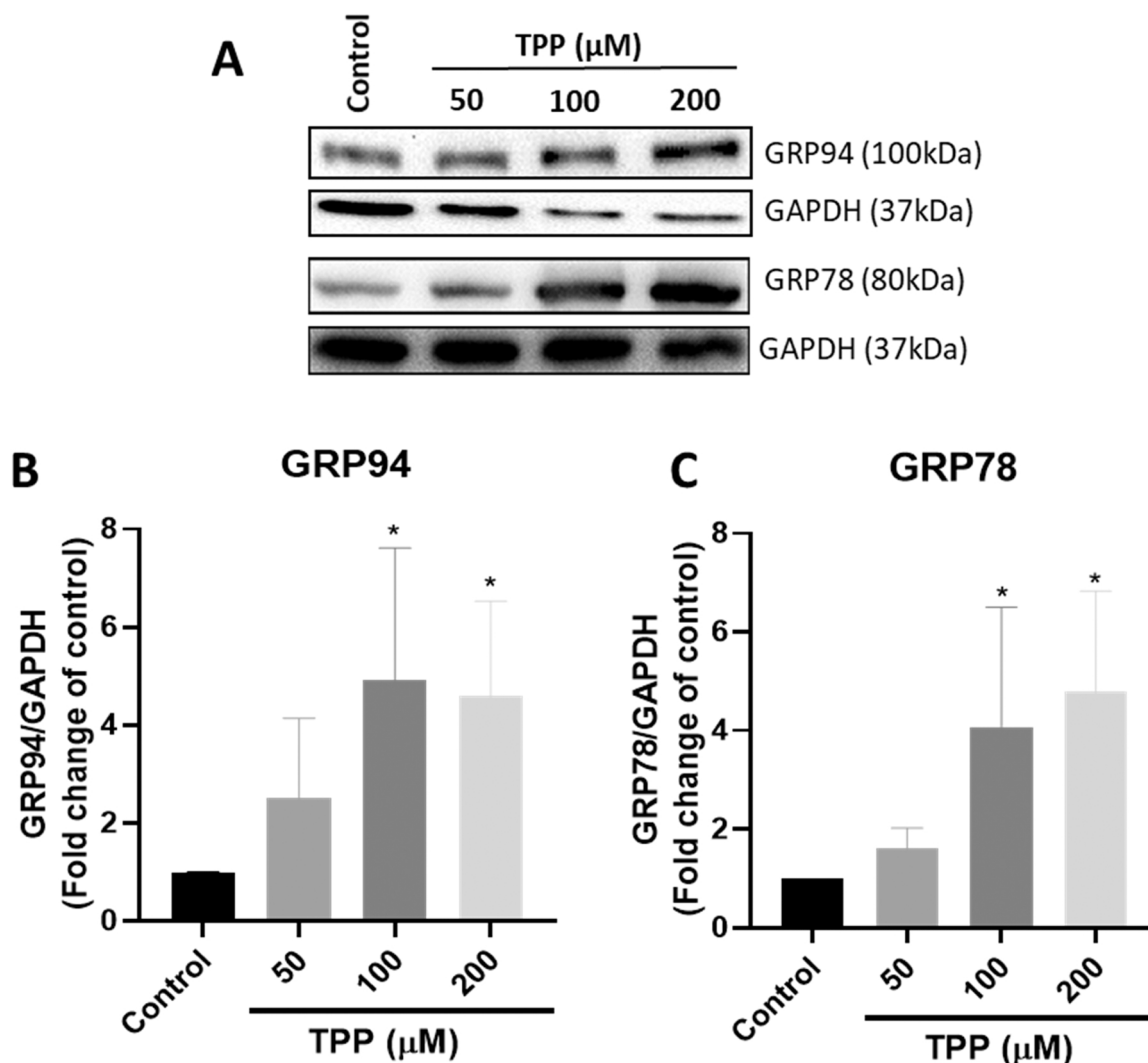 A
Control
TPP (μM)
50 100 200
GRP94 (100kDa)
GAPDH (37kDa)
GRP78 (80kDa)
GAPDH (37kDa)
B
GRP94
GRP94/GAPDH
(Fold change of control)
8
6
4
2
0
*
*
Control
50
100
200
TPP (μM)
C
GRP78
GRP78/GAPDH
(Fold change of control)
8
6
4
2
0
*
*
Control
50
100
200
TPP (μM)